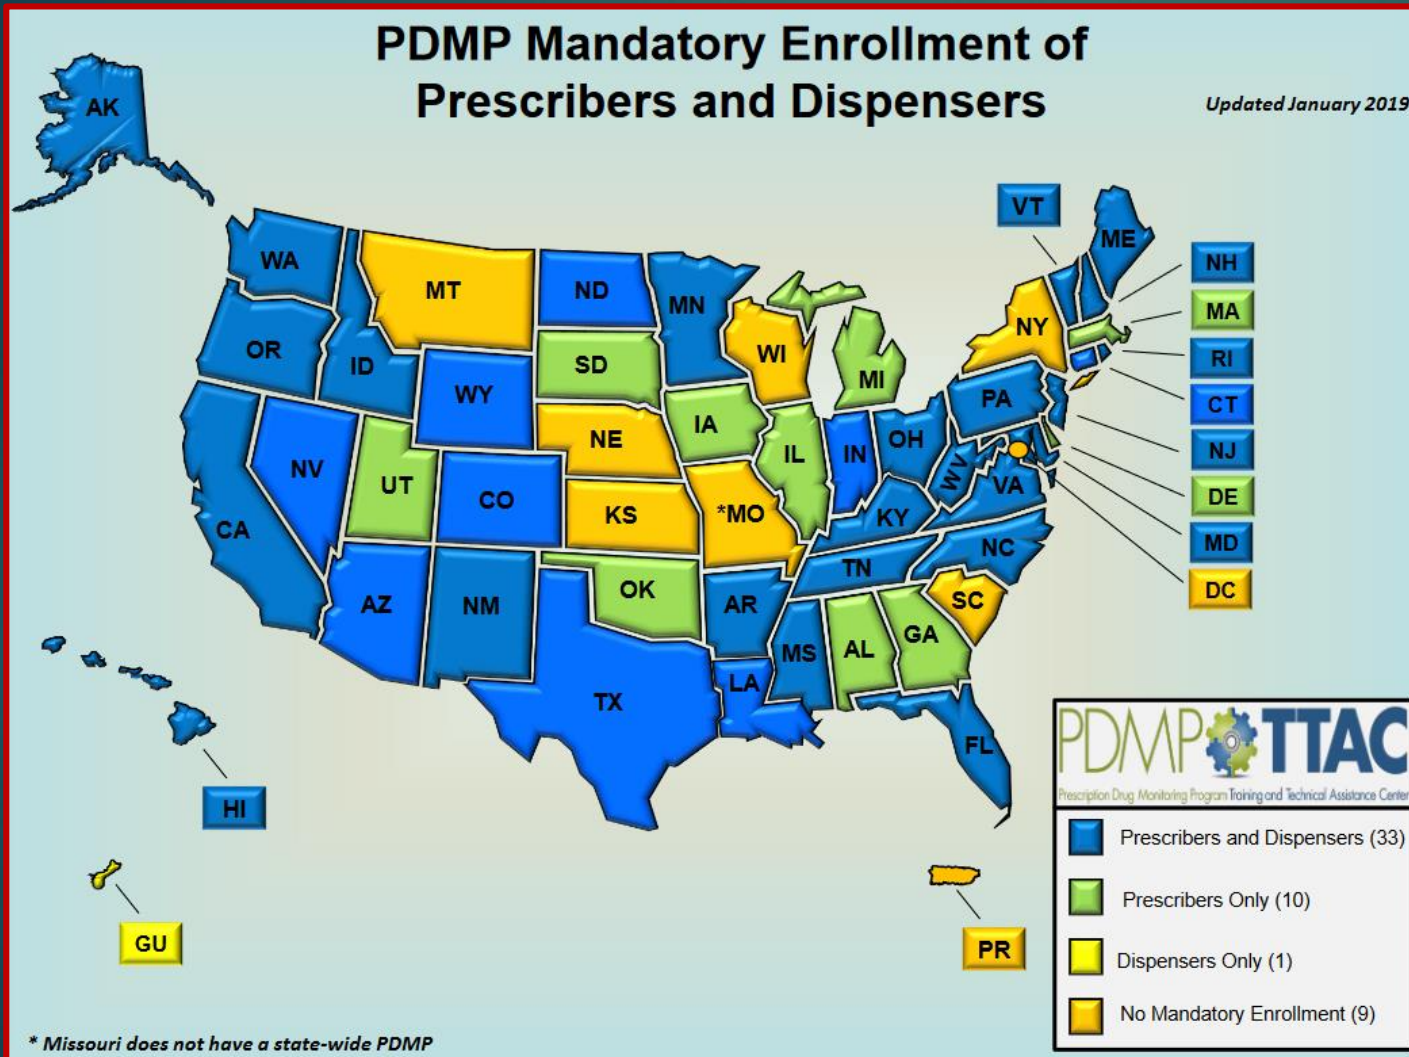 PDMP Mandatory Enrollment of
Prescribers and Dispensers
Updated January 2019
AK
VT
ME
WA
NH
MT
ND
MN
MA
NY
OR
WI
RI
ID
SD
MI
WY
PA
CT
IA
NE
OH
NJ
NV
IL
IN
UT
WV
VA
DE
CO
KS
*MO
KY
CA
MD
NC
TN
DC
OK
AZ
NM
AR
SC
GA
MS
AL
LA
TX
FL
HI
GU
PR
PDMP TTAC
Prescription Drug Monitoring Program Training and Technical Assistance Center
Prescribers and Dispensers (33)
Prescribers Only (10)
Dispensers Only (1)
No Mandatory Enrollment (9)
* Missouri does not have a state-wide PDMP